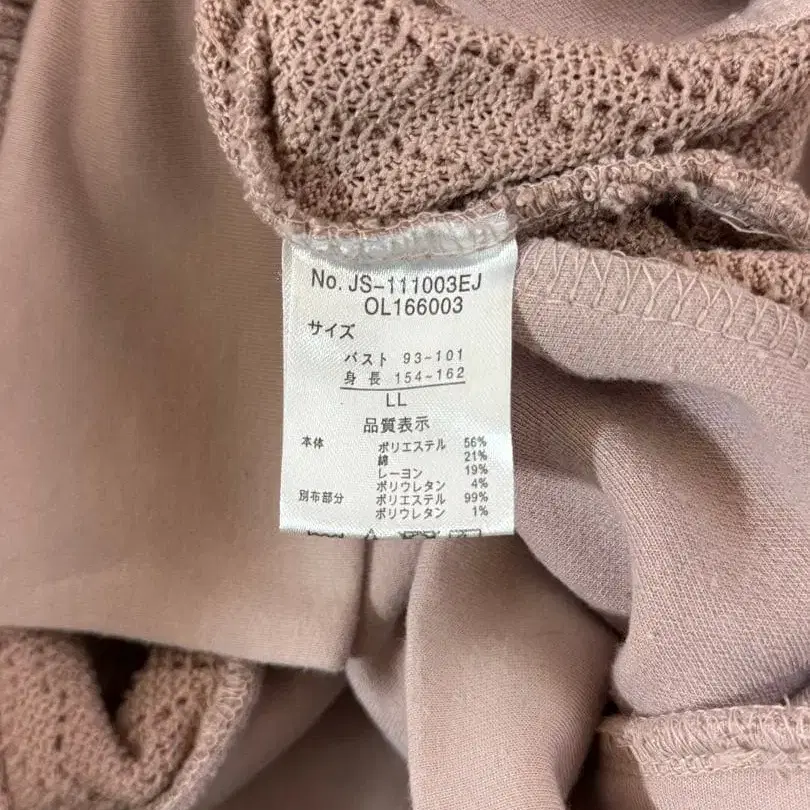 No. JS-111003EJ
OL166003
サイズ
バスト 93~101
身長 154~162
LL
品質表示
本体 ポリエステル 56%
綿 21%
レーヨン 19%
ポリウレタン 4%
別布部分 ポリエステル 99%
ポリウレタン 1%